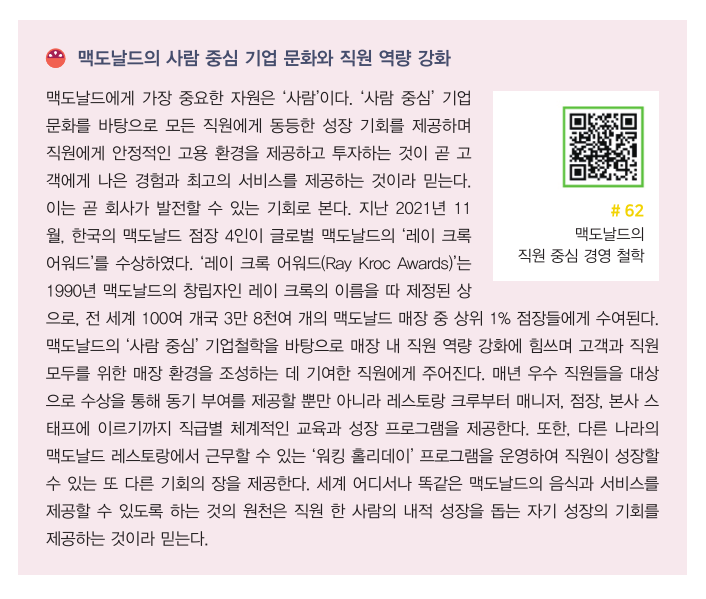 맥도날드의 사람 중심 기업 문화와 직원 역량 강화
맥도날드에게 가장 중요한 자원은 ‘사람’이다. ‘사람 중심’ 기업
문화를 바탕으로 모든 직원에게 동등한 성장 기회를 제공하며
직원에게 안정적인 고용 환경을 제공하고 투자하는 것이 곧 고
객에게 나은 경험과 최고의 서비스를 제공하는 것이라 믿는다.
이는 곧 회사가 발전할 수 있는 기회로 본다. 지난 2021년 11
월, 한국의 맥도날드 점장 4인이 글로벌 맥도날드의 ‘레이 크록
어워드’를 수상하였다. ‘레이 크록 어워드(Ray Kroc Awards)’는
1990년 맥도날드의 창립자인 레이 크록의 이름을 따 제정된 상
으로, 전 세계 100여 개국 3만 8천여 개의 맥도날드 매장 중 상위 1% 점장들에게 수여된다.
맥도날드의 ‘사람 중심’ 기업철학을 바탕으로 매장 내 직원 역량 강화에 힘쓰며 고객과 직원
모두를 위한 매장 환경을 조성하는 데 기여한 직원에게 주어진다. 매년 우수 직원들을 대상
으로 수상을 통해 동기 부여를 제공할 뿐만 아니라 레스토랑 크루부터 매니저, 점장, 본사 스
태프에 이르기까지 직급별 체계적인 교육과 성장 프로그램을 제공한다. 또한, 다른 나라의
맥도날드 레스토랑에서 근무할 수 있는 ‘워킹 홀리데이’ 프로그램을 운영하여 직원이 성장할
수 있는 또 다른 기회의 장을 제공한다. 세계 어디서나 똑같은 맥도날드의 음식과 서비스를
제공할 수 있도록 하는 것의 원천은 직원 한 사람의 내적 성장을 돕는 자기 성장의 기회를
제공하는 것이라 믿는다.
# 62
맥도날드의
직원 중심 경영 철학